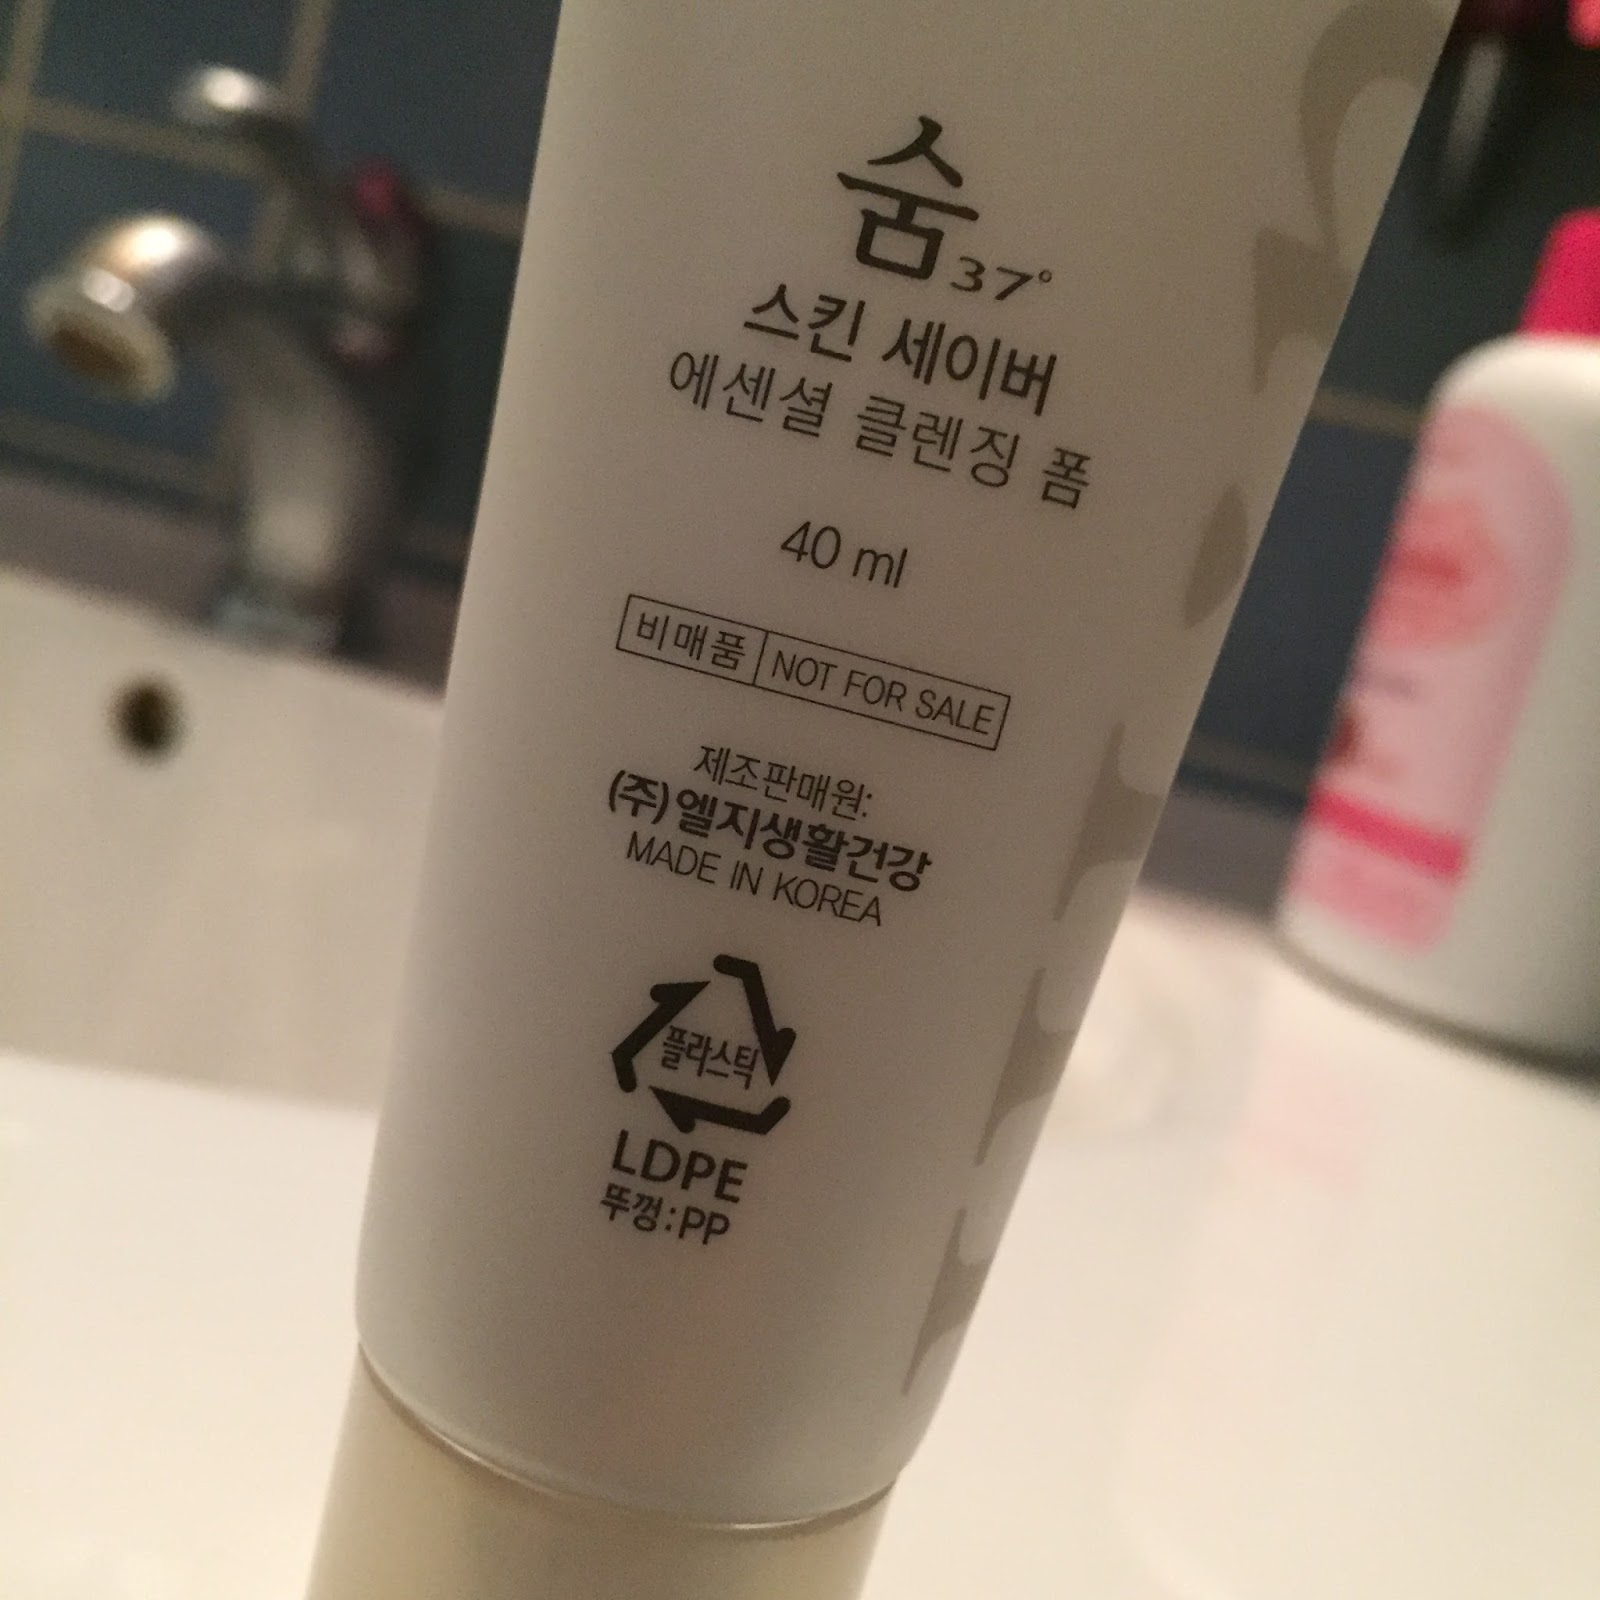 숨37°
스킨 세이버
에센셜 클렌징 폼
40 ml
비매품 NOT FOR SALE
제조판매원:
(주)엘지생활건강
MADE IN KOREA
플라스틱
LDPE
뚜껑:PP